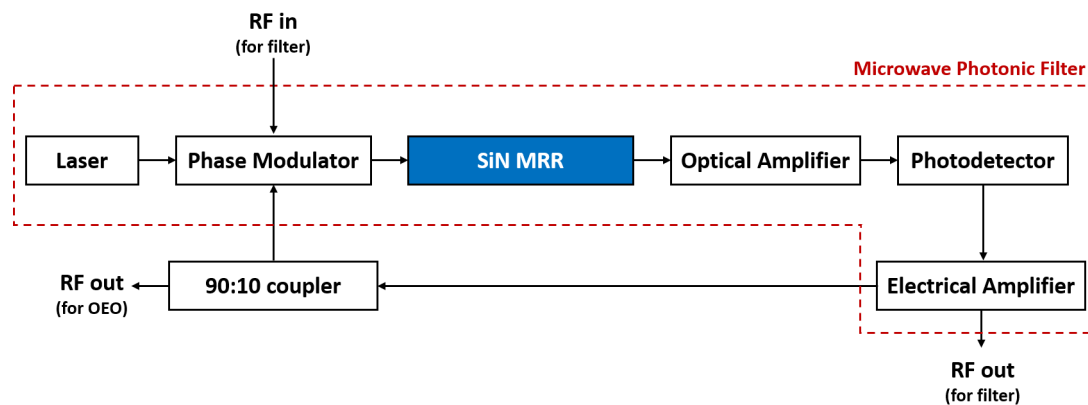 RF in
(for filter)
Microwave Photonic Filter
Laser
Phase Modulator
SiN MRR
Optical Amplifier
Photodetector
RF out
(for OEO)
90:10 coupler
Electrical Amplifier
RF out
(for filter)